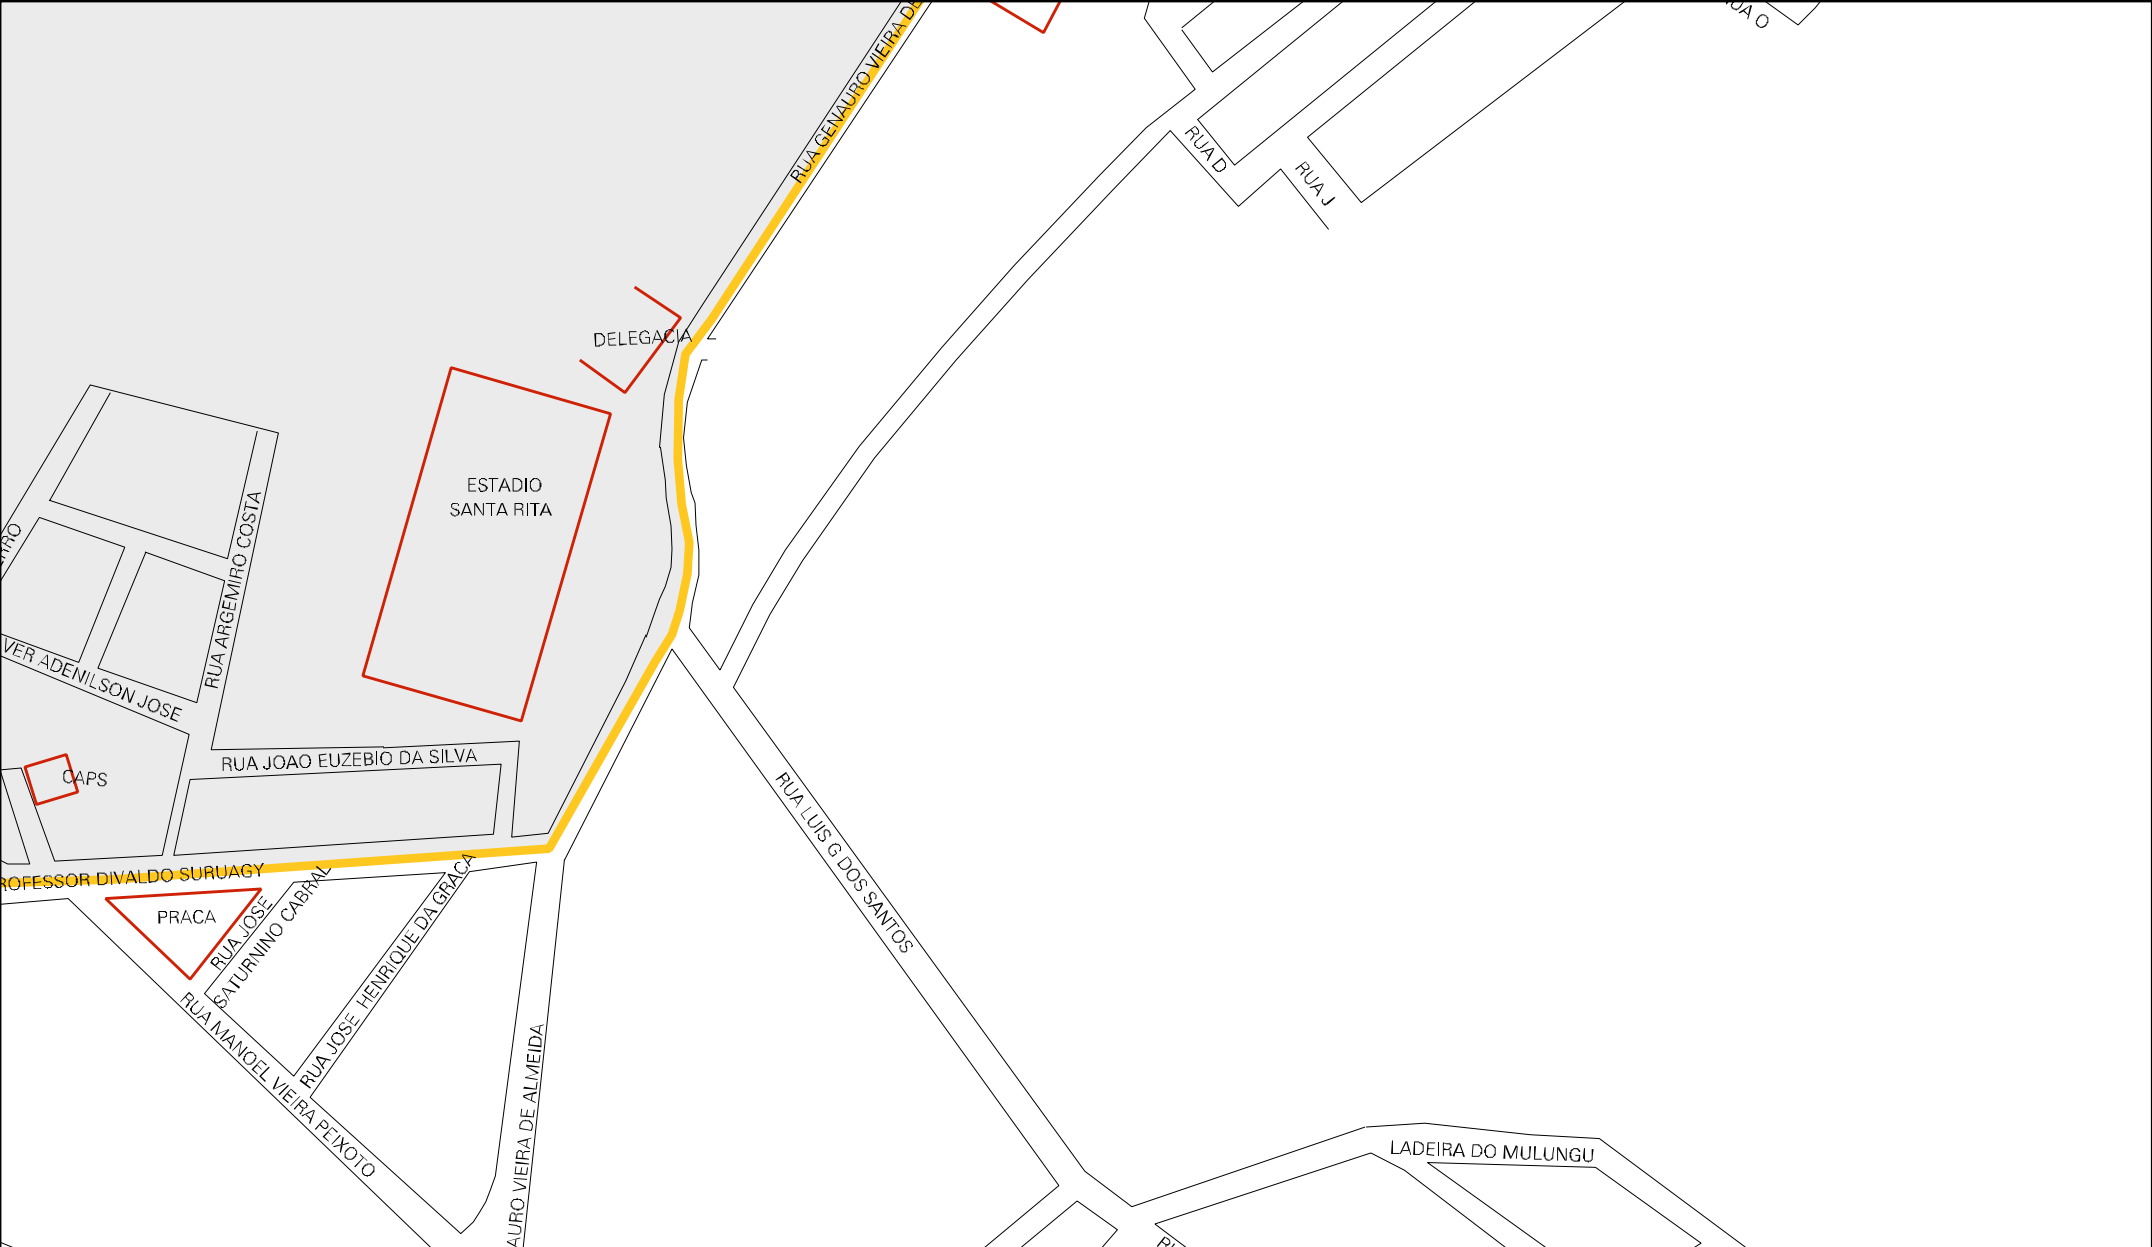 RUA O
RUA GENAURO VIEIRA DE
RUA D
RUA J
DELEGACIA
ESTADIO
SANTA RITA
RUA ARGEMIRO COSTA
VER ADENILSON JOSE
RUA JOAO EUZEBIO DA SILVA
CAPS
ROFESSOR DIVALDO SURUAGY
PRACA
RUA JOSE
SATURNINO CABRAL
RUA JOSE HENRIQUE DA GRACA
RUA MANOEL VIEIRA PEIXOTO
AURO VIEIRA DE ALMEIDA
RUA LUIS G DOS SANTOS
LADEIRA DO MULUNGU